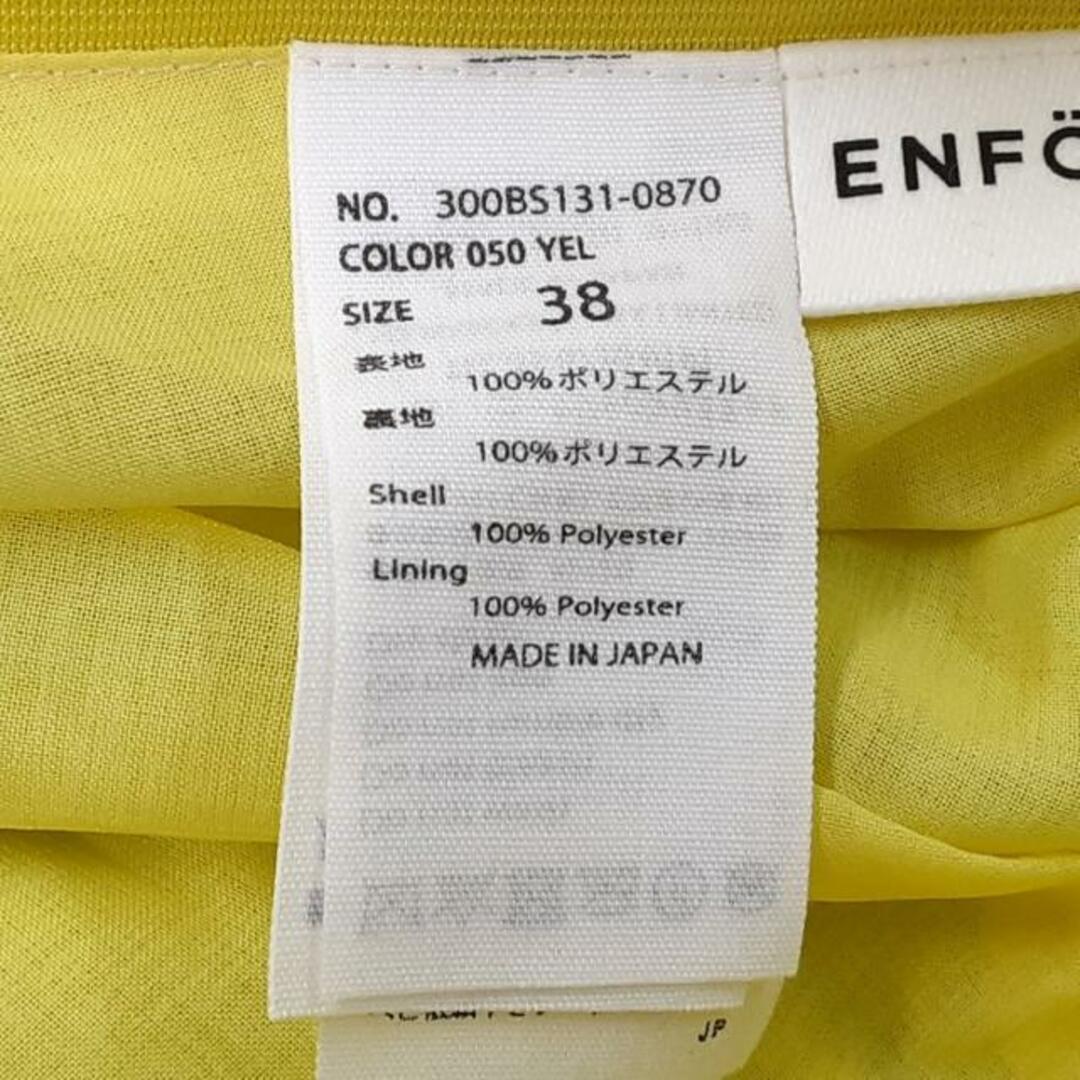 NO. 300BS131-0870
COLOR 050 YEL
SIZE 38
表地
100%ポリエステル
裏地
100%ポリエステル
Shell
100% Polyester
Lining
100% Polyester
MADE IN JAPAN
ENFÖ
JP